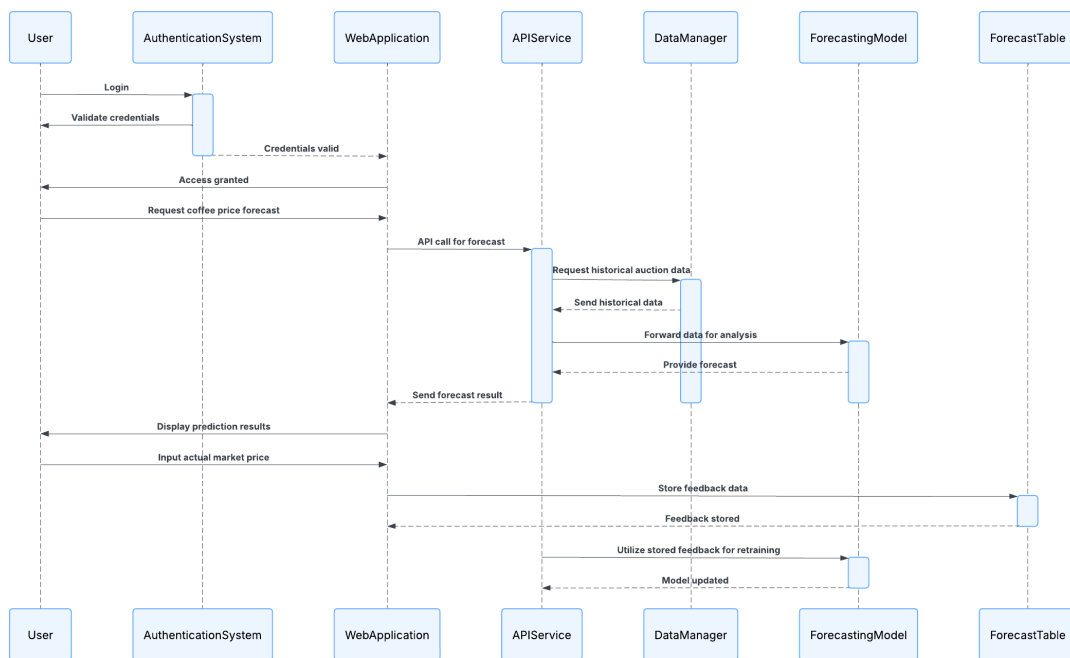 User
AuthenticationSystem
WebApplication
APIService
DataManager
ForecastingModel
ForecastTable
Login
Validate credentials
Credentials valid
Access granted
Request coffee price forecast
API call for forecast
Request historical auction data
Send historical data
Forward data for analysis
Provide forecast
Send forecast result
Display prediction results
Input actual market price
Store feedback data
Feedback stored
Utilize stored feedback for retraining
Model updated
User
AuthenticationSystem
WebApplication
APIService
DataManager
ForecastingModel
ForecastTable